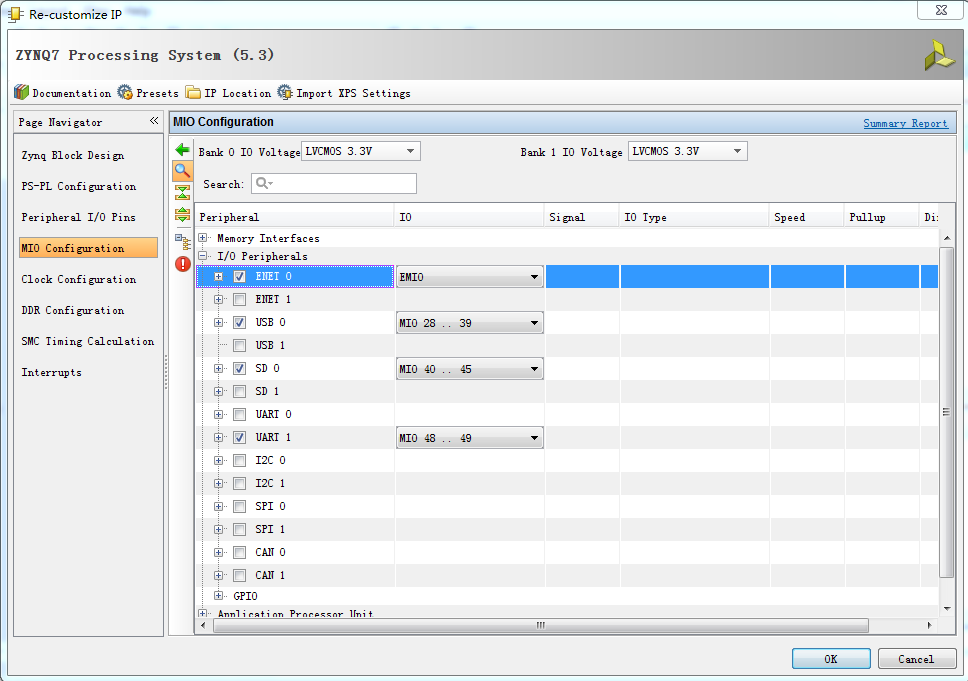 Re-customize IP
ZYNQ7 Processing System (5.3)
Documentation Presets IP Location Import XPS Settings
Page Navigator «
Zynq Block Design
PS-PL Configuration
Peripheral I/O Pins
MIO Configuration
Clock Configuration
DDR Configuration
SMC Timing Calculation
Interrupts
MIO Configuration Summary Report
Bank 0 IO Voltage LVCMOS 3.3V Bank 1 IO Voltage LVCMOS 3.3V
Search:
Peripheral IO Signal IO Type Speed Pullup Di
Memory Interfaces
I/O Peripherals
ENET 0 EMIO
ENET 1
USB 0 MIO 28 .. 39
USB 1
SD 0 MIO 40 .. 45
SD 1
UART 0
UART 1 MIO 48 .. 49
I2C 0
I2C 1
SPI 0
SPI 1
CAN 0
CAN 1
GPIO
Application Processor Unit
OK Cancel